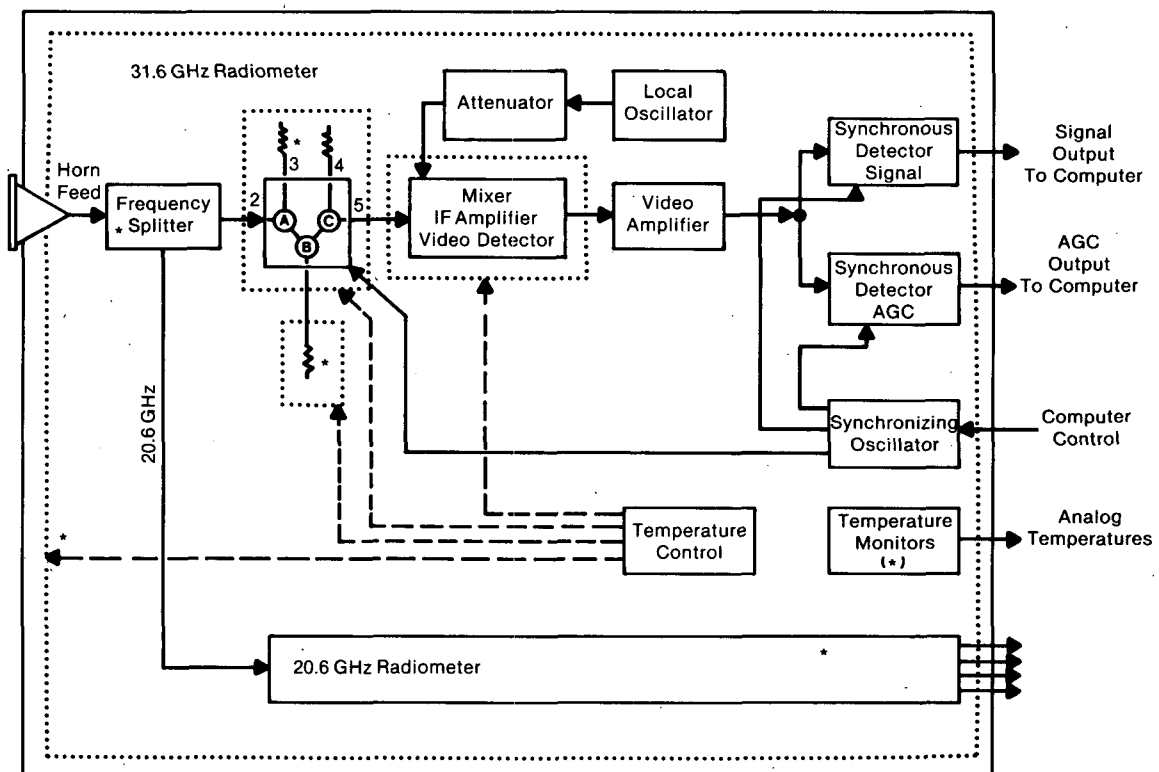 31.6 GHz Radiometer
Attenuator
Local
Oscillator
Synchronous
Detector
Signal
Signal
Output
To Computer
Horn
Feed
*
3
4
Frequency
* Splitter
2
A
C
B
5
Mixer
IF Amplifier
Video Detector
Video
Amplifier
AGC
Output
To Computer
Synchronous
Detector
AGC
*
20.6 GHz
Synchronizing
Oscillator
Computer
Control
Temperature
Control
Temperature
Monitors
(*)
Analog
Temperatures
*
20.6 GHz Radiometer
*